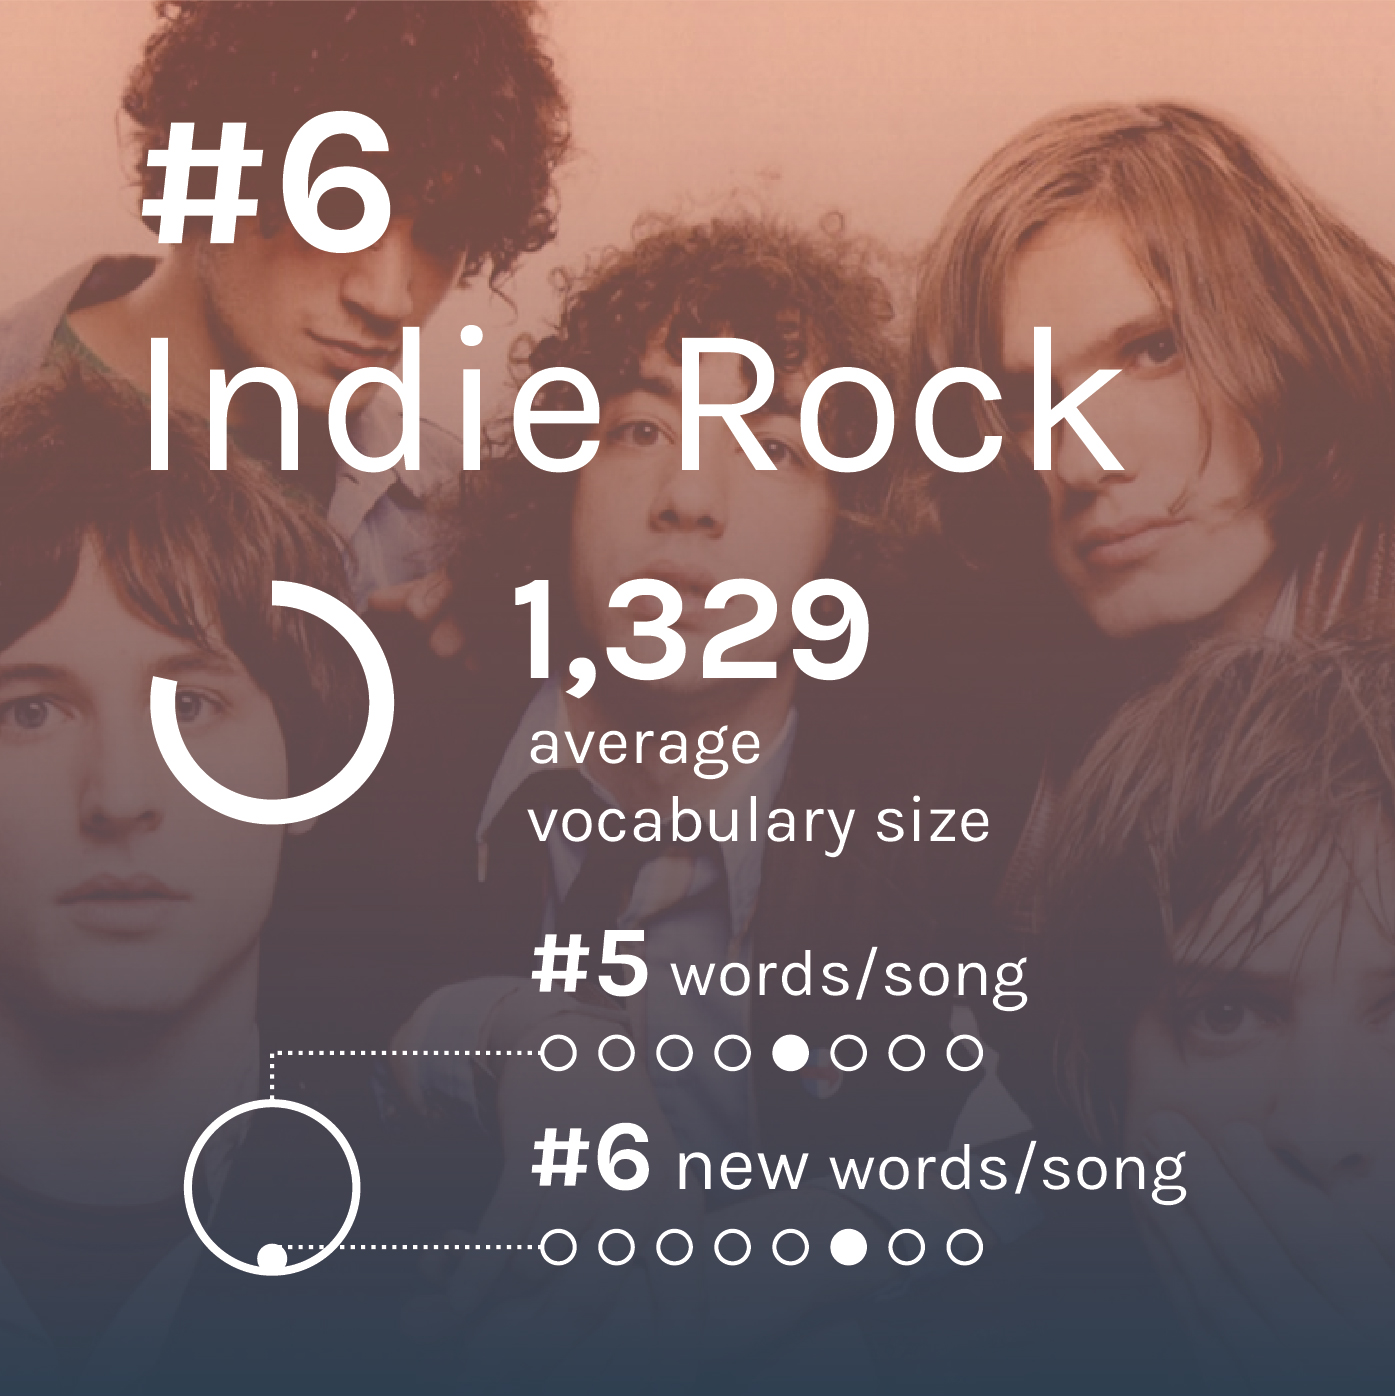 #6
Indie Rock
1,329
average
vocabulary size
#5 words/song
#6 new words/song